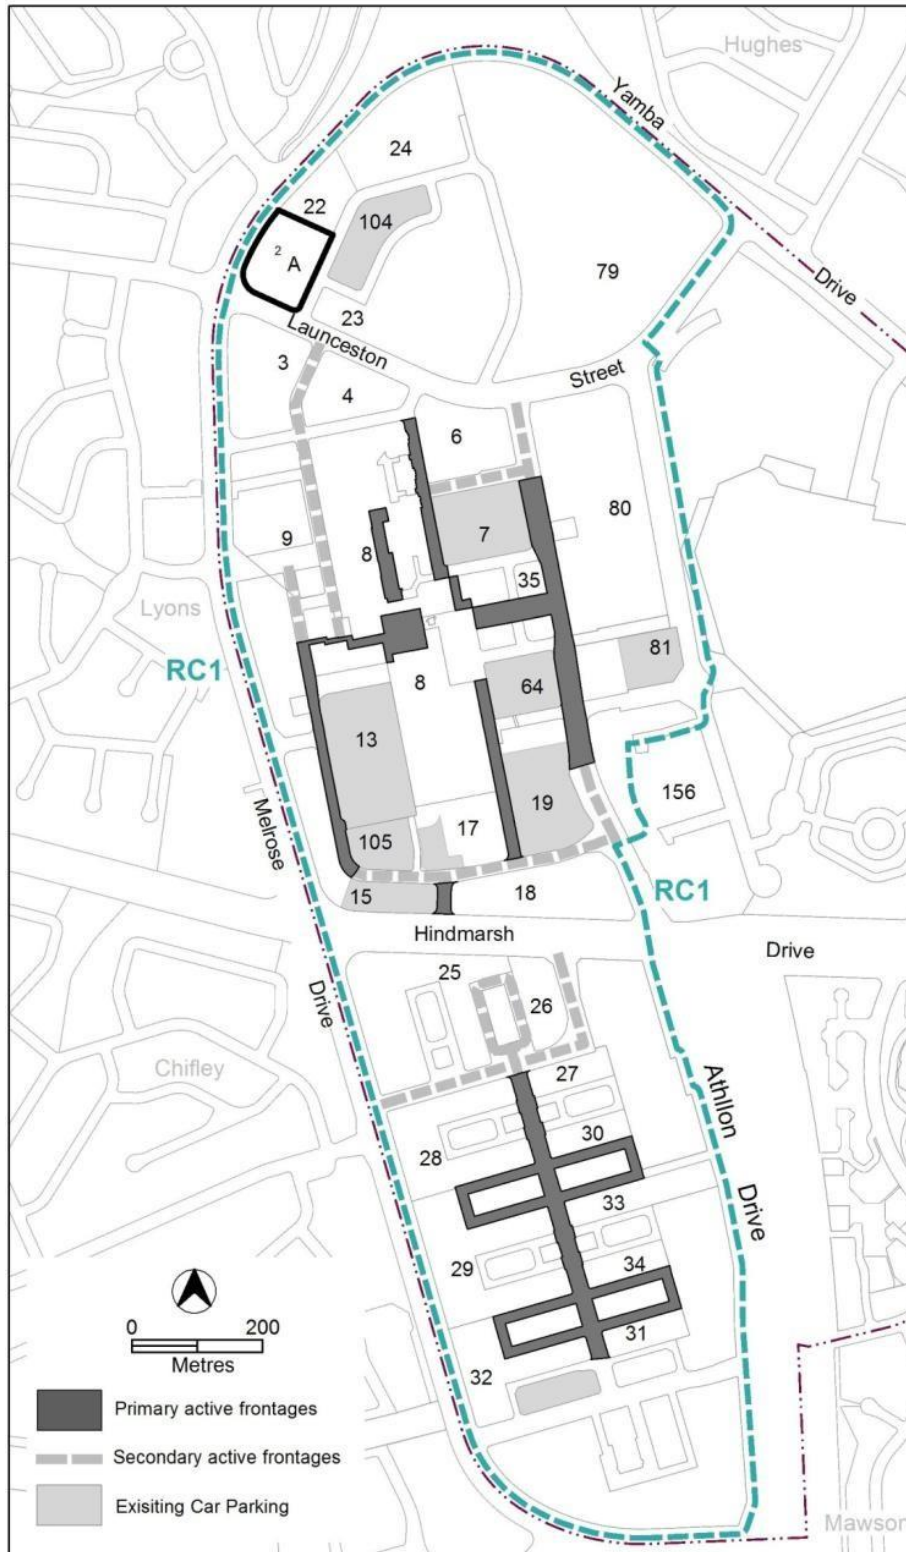 Hughes
Yamba
24
22
104
2
A
79
Drive
23
Launceston
3
Street
4
6
9
7
80
8
35
Lyons
RC1
81
8
64
13
156
Melrose
19
17
105
RC1
15
18
Hindmarsh
Drive
25
26
Drive
Chifley
27
Athllon
30
28
33
Drive
29
34
31
32
0 200
Metres
Primary active frontages
Secondary active frontages
Exisiting Car Parking
Mawson